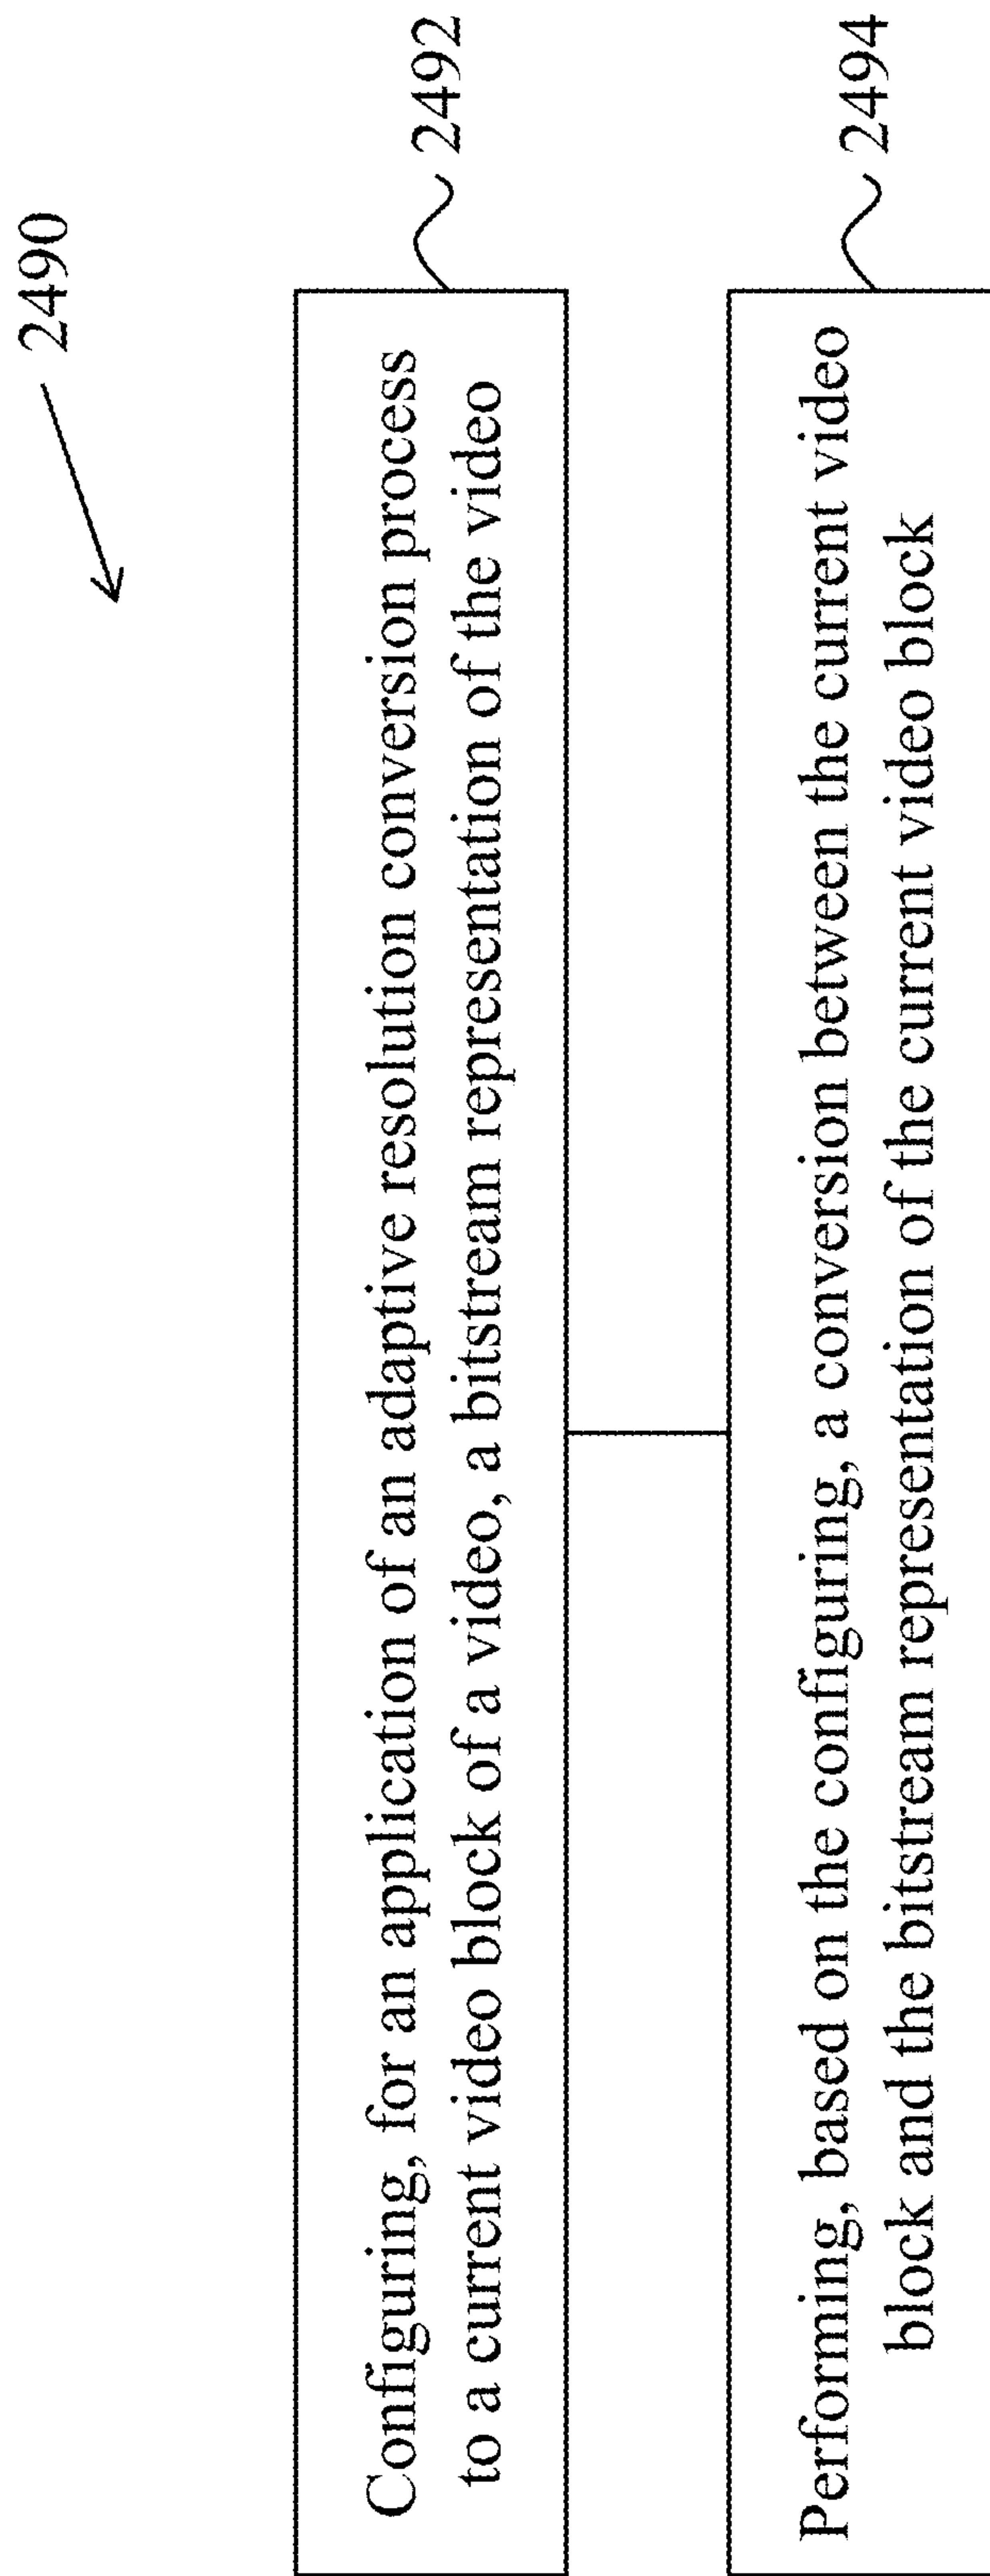 2490
Configuring, for an application of an adaptive resolution conversion process
to a current video block of a video, a bitstream representation of the video
2492
Performing, based on the configuring, a conversion between the current video
block and the bitstream representation of the current video block
2494